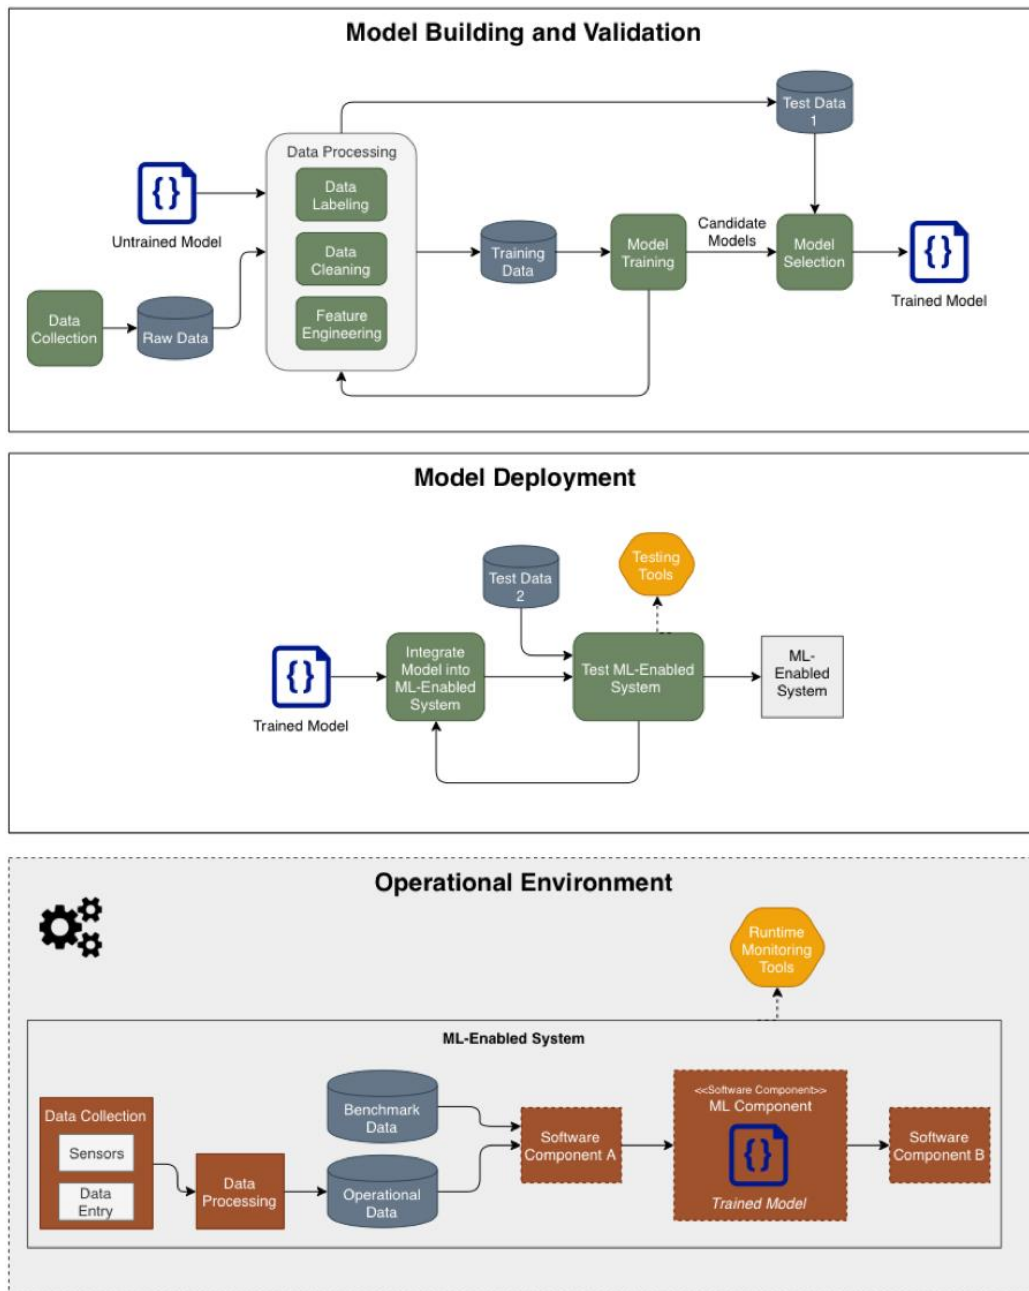 Model Building and Validation
Test Data
1
Data Processing
Data
Labeling
Untrained Model
Data
Cleaning
Training
Data
Model
Training
Candidate
Models
Model
Selection
Trained Model
Data
Collection
Raw Data
Feature
Engineering
Model Deployment
Testing
Tools
Test Data
2
Integrate
Model into
ML-Enabled
System
Test ML-Enabled
System
ML-
Enabled
System
Trained Model
Operational Environment
Runtime
Monitoring
Tools
ML-Enabled System
Data Collection
Sensors
Data
Entry
Data
Processing
Benchmark
Data
Operational
Data
Software
Component A
<<Software Component>>
ML Component
Trained Model
Software
Component B